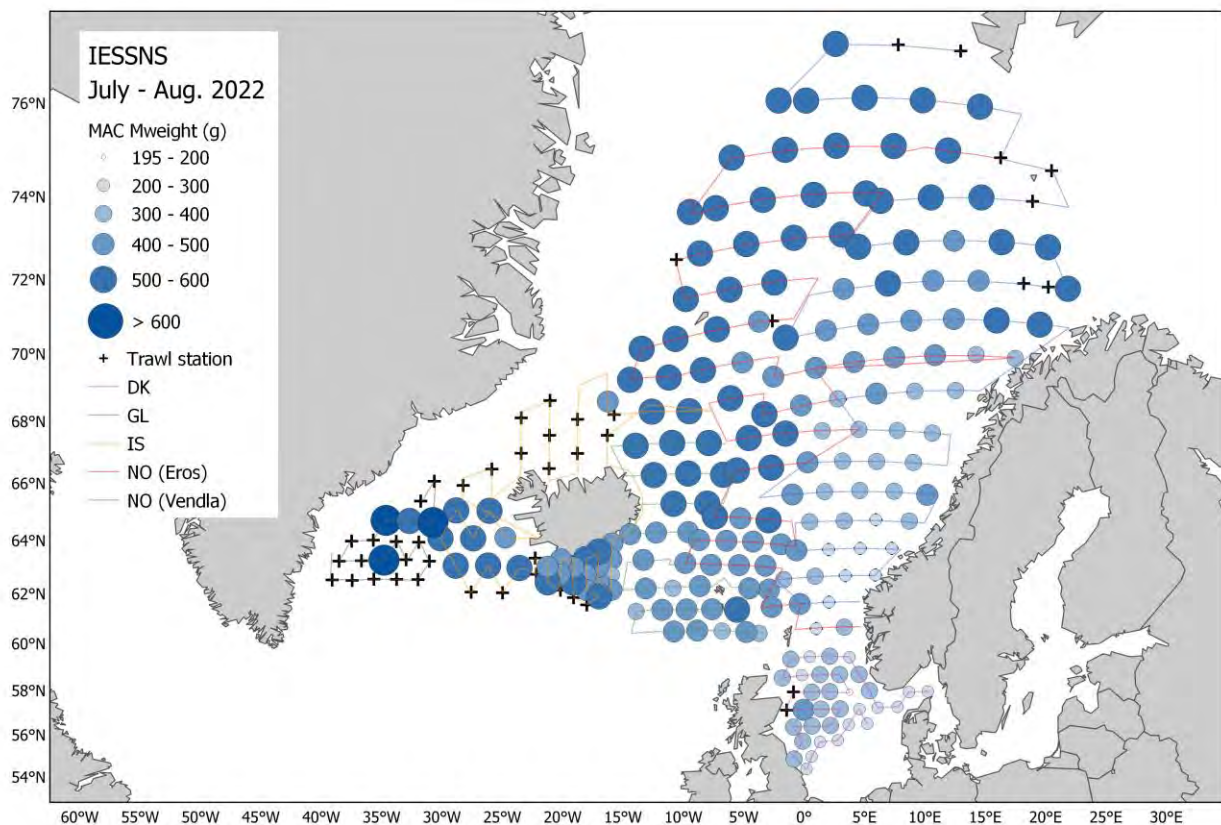 IESSNS
July - Aug. 2022
MAC Mweight (g)
195 - 200
200 - 300
300 - 400
400 - 500
500 - 600
> 600
Trawl station
DK
GL
IS
NO (Eros)
NO (Vendla)
76°N
74°N
72°N
70°N
68°N
66°N
64°N
62°N
60°N
58°N
56°N
54°N
60°W 55°W 50°W 45°W 40°W 35°W 30°W 25°W 20°W 15°W 10°W 5°W 0° 5°E 10°E 15°E 20°E 25°E 30°E